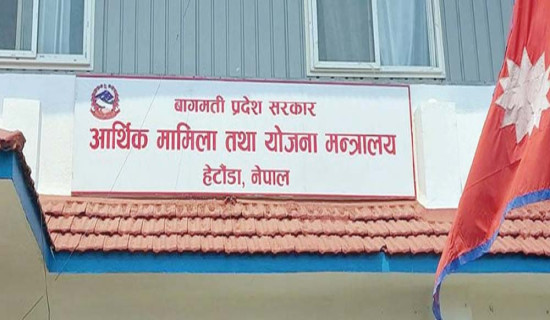 बागमती प्रदेश सरकार
आर्थिक मामिला तथा योजना मन्त्रालय
हेटौंडा, नेपाल